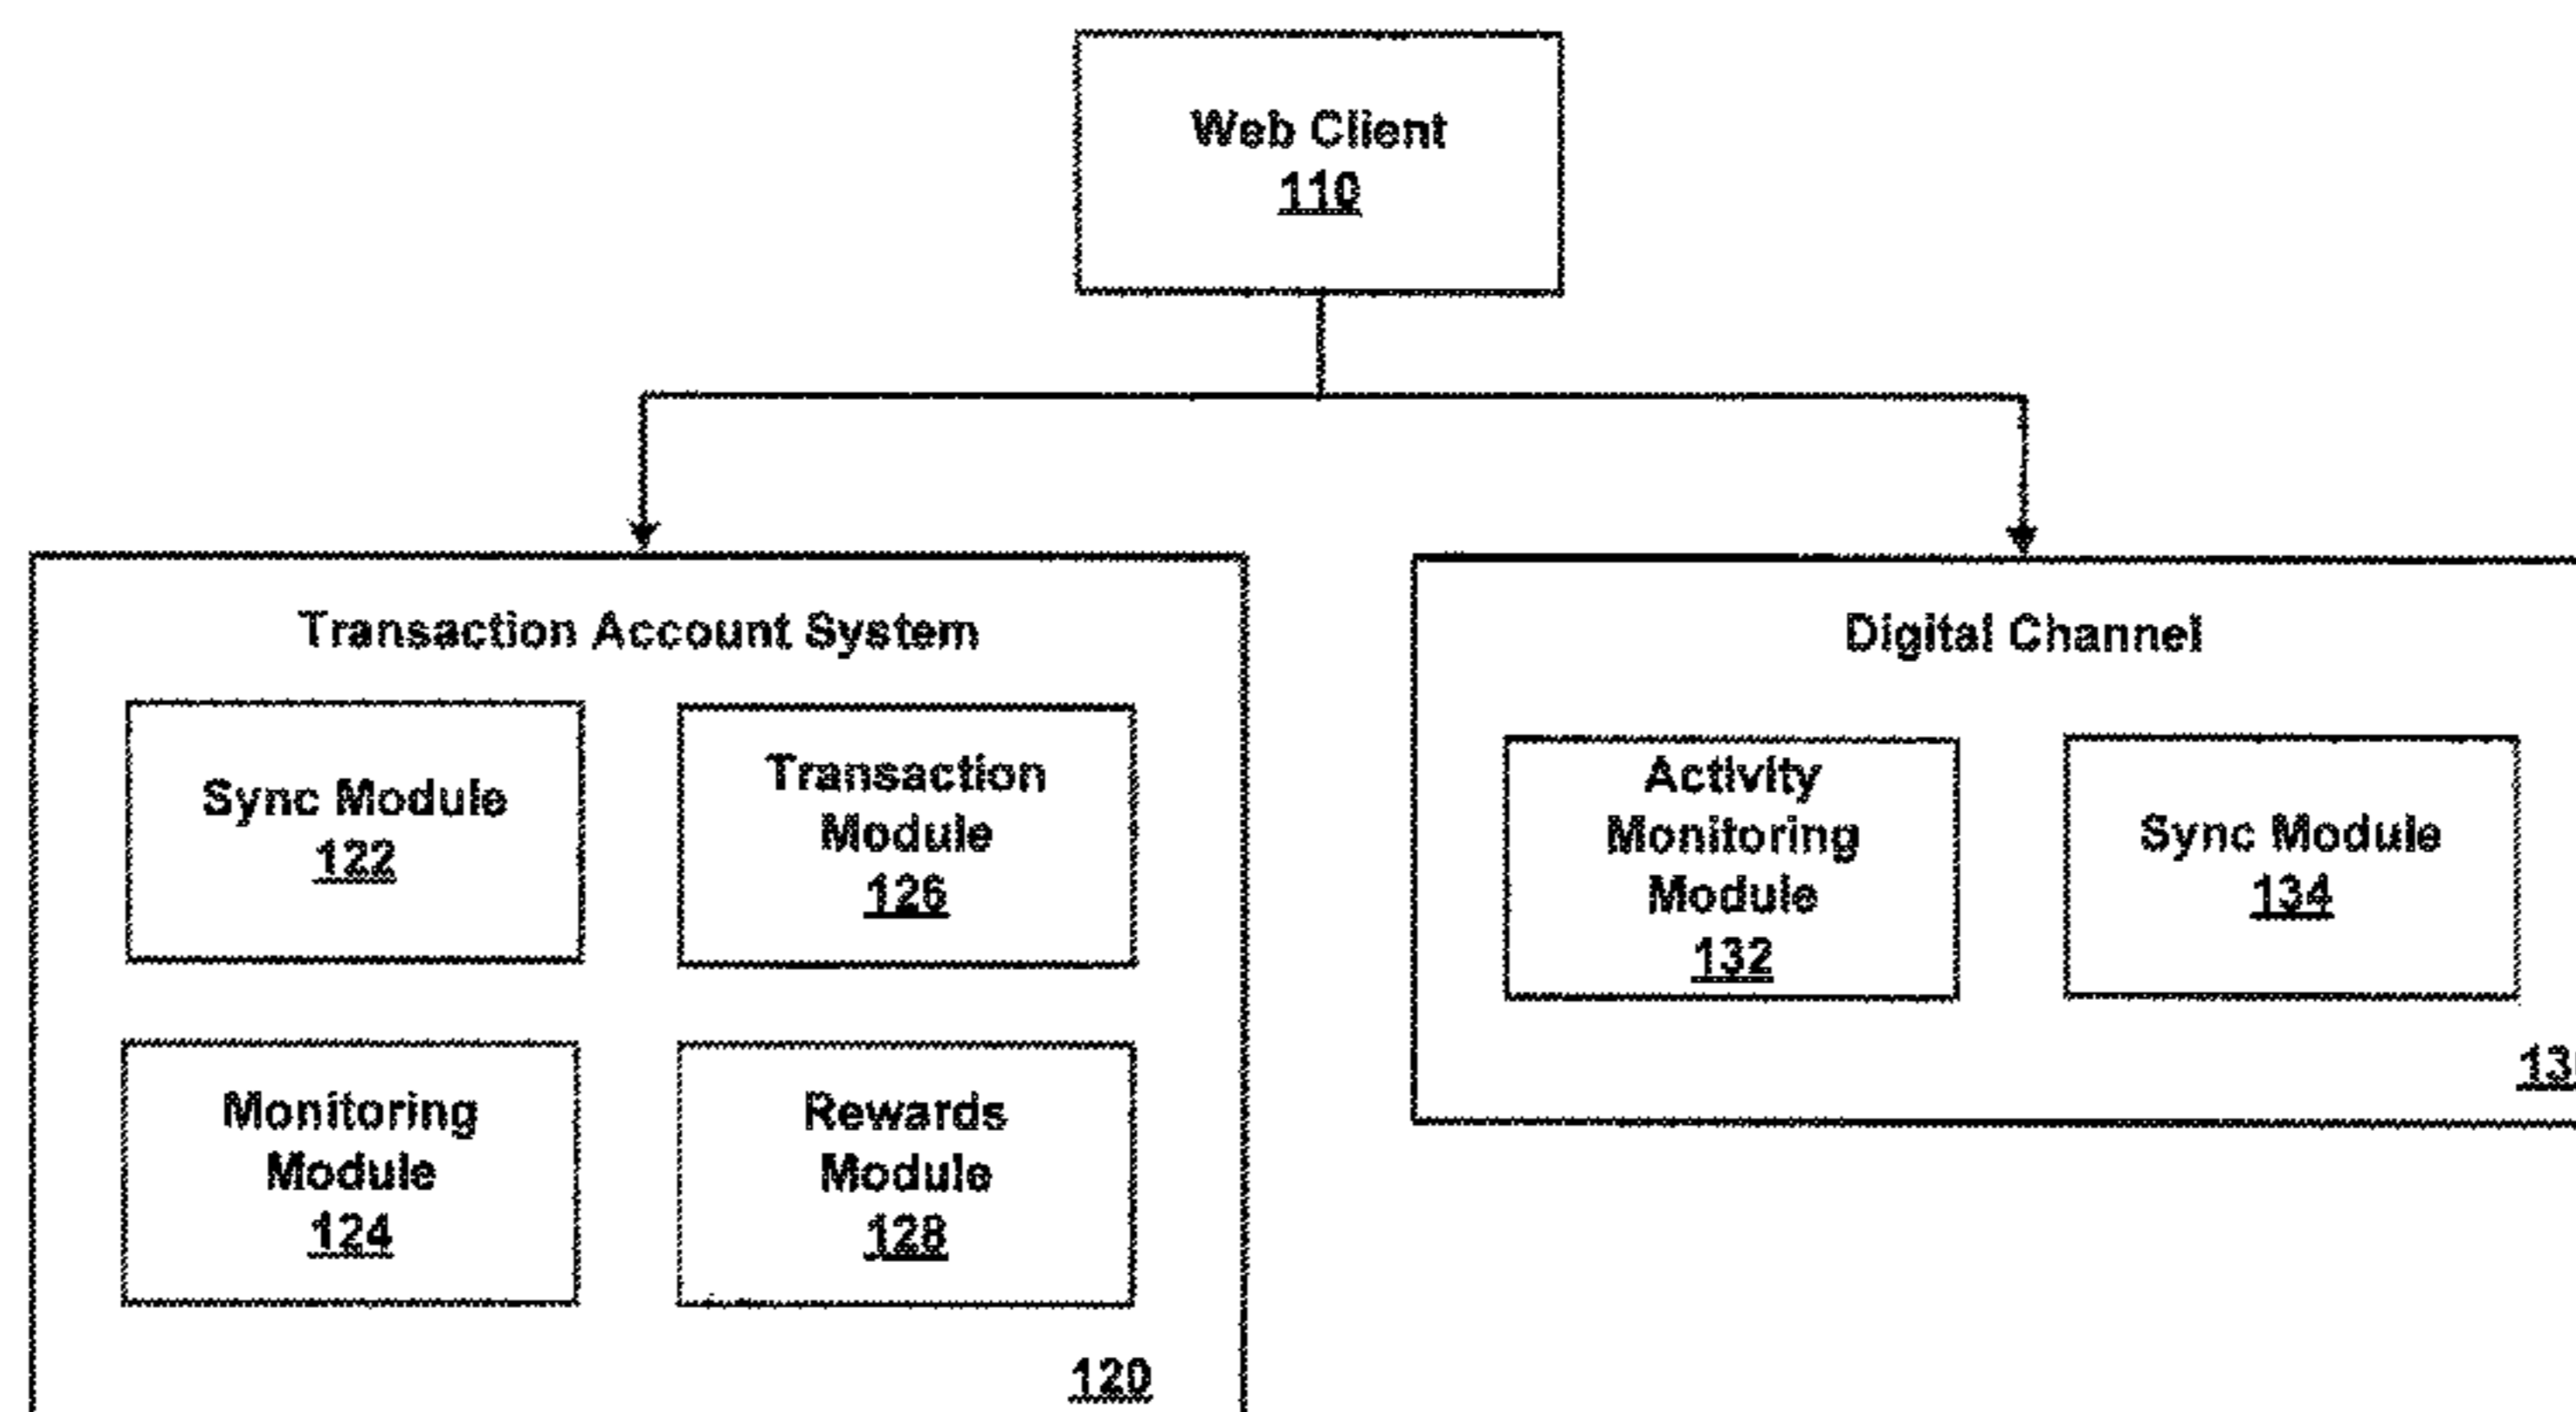 Web Client
110
Transaction Account System
Sync Module
122
Transaction
Module
126
Monitoring
Module
124
Rewards
Module
128
120
Digital Channel
Activity
Monitoring
Module
132
Sync Module
134